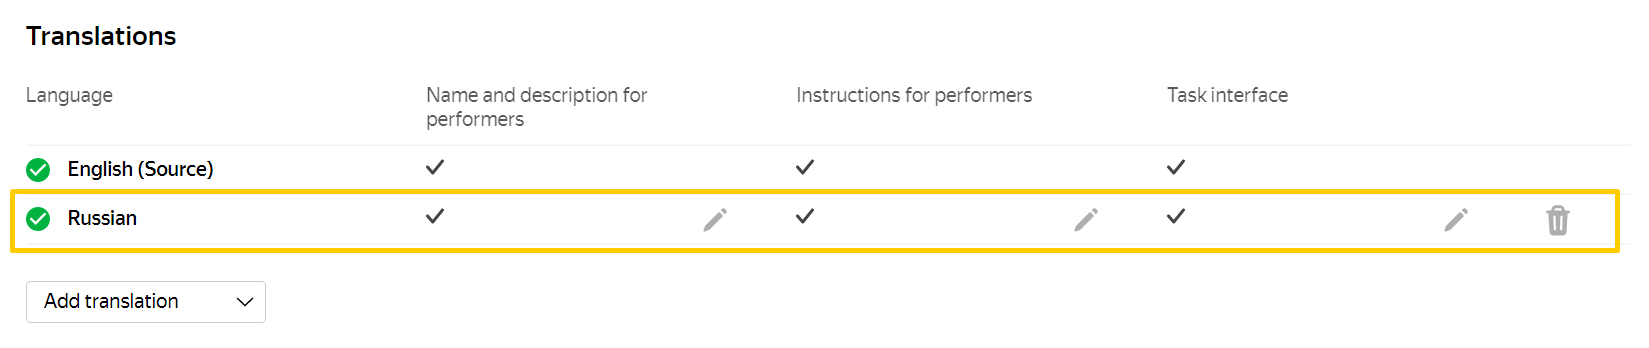 Translations
Language
Name and description for
performers
Instructions for performers
Task interface
English (Source)
Russian
Add translation